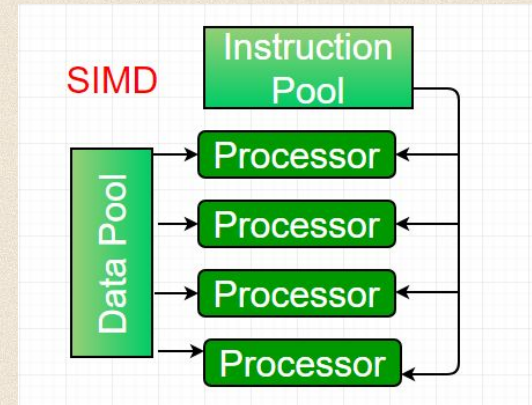 SIMD
Instruction
Pool
Data Pool
Processor
Processor
Processor
Processor